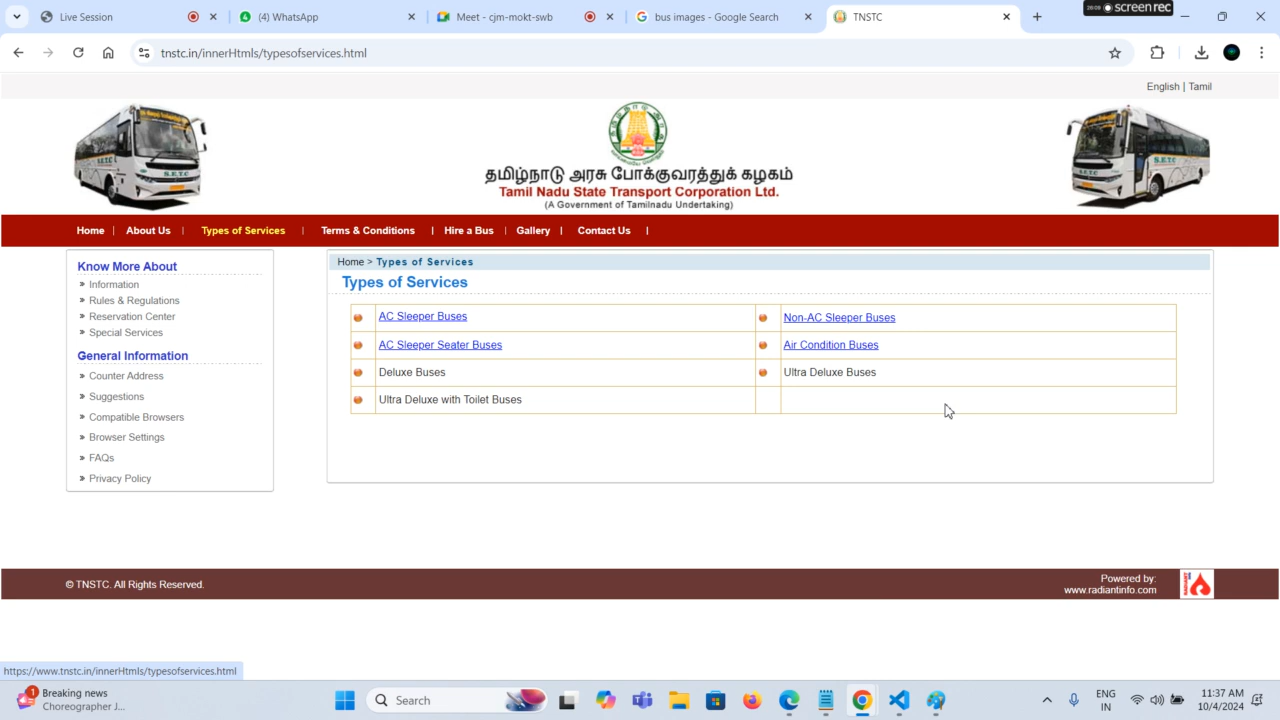 Live Session
(4) WhatsApp
Meet - cjm-mokt-swb
bus images - Google Search
TNSTC
screenrec
tnstc.in/innerHtmls/typesofservices.html
English | Tamil
தமிழ்நாடு அரசு போக்குவரத்துக் கழகம்
Tamil Nadu State Transport Corporation Ltd.
(A Government of Tamilnadu Undertaking)
S.E.T.C
S.E.T.C
Home | About Us | Types of Services | Terms & Conditions | Hire a Bus | Gallery | Contact Us |
Know More About
Information
Rules & Regulations
Reservation Center
Special Services
General Information
Counter Address
Suggestions
Compatible Browsers
Browser Settings
FAQs
Privacy Policy
Home > Types of Services
Types of Services
AC Sleeper Buses
Non-AC Sleeper Buses
AC Sleeper Seater Buses
Air Condition Buses
Deluxe Buses
Ultra Deluxe Buses
Ultra Deluxe with Toilet Buses
© TNSTC. All Rights Reserved.
Powered by:
www.radiantinfo.com
https://www.tnstc.in/innerHtmls/typesofservices.html
1
Breaking news
Choreographer J...
Search
ENG
IN
11:37 AM
10/4/2024